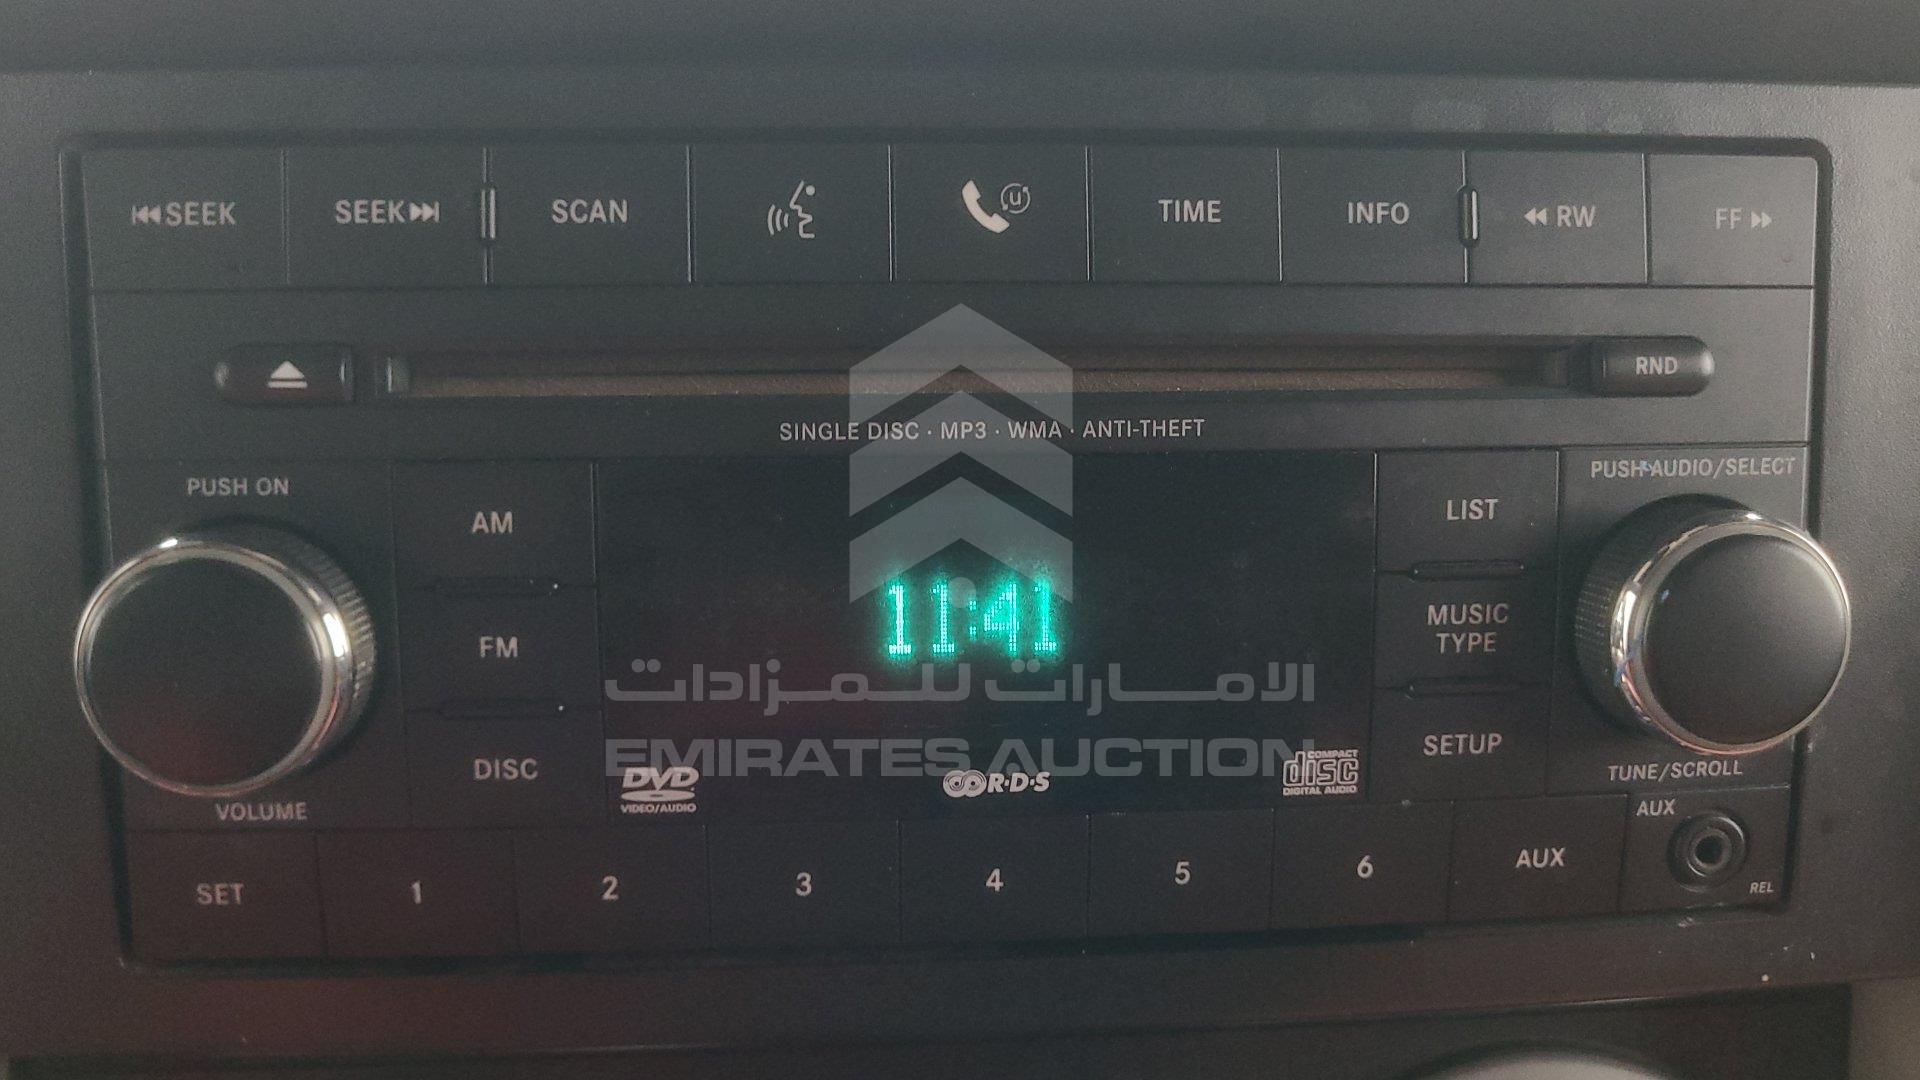 SEEK SEEK SCAN U TIME INFO RW FF
RND
SINGLE DISC · MP3 · WMA · ANTI-THEFT
PUSH ON
AM
FM
DISC
VOLUME
11:41
الامارات للمزادات
EMIRATES AUCTION
DVD
VIDEO/AUDIO
R·D·S
COMPACT
disc
DIGITAL AUDIO
LIST
MUSIC
TYPE
SETUP
PUSH AUDIO/SELECT
TUNE/SCROLL
SET 1 2 3 4 5 6 AUX
AUX
REL